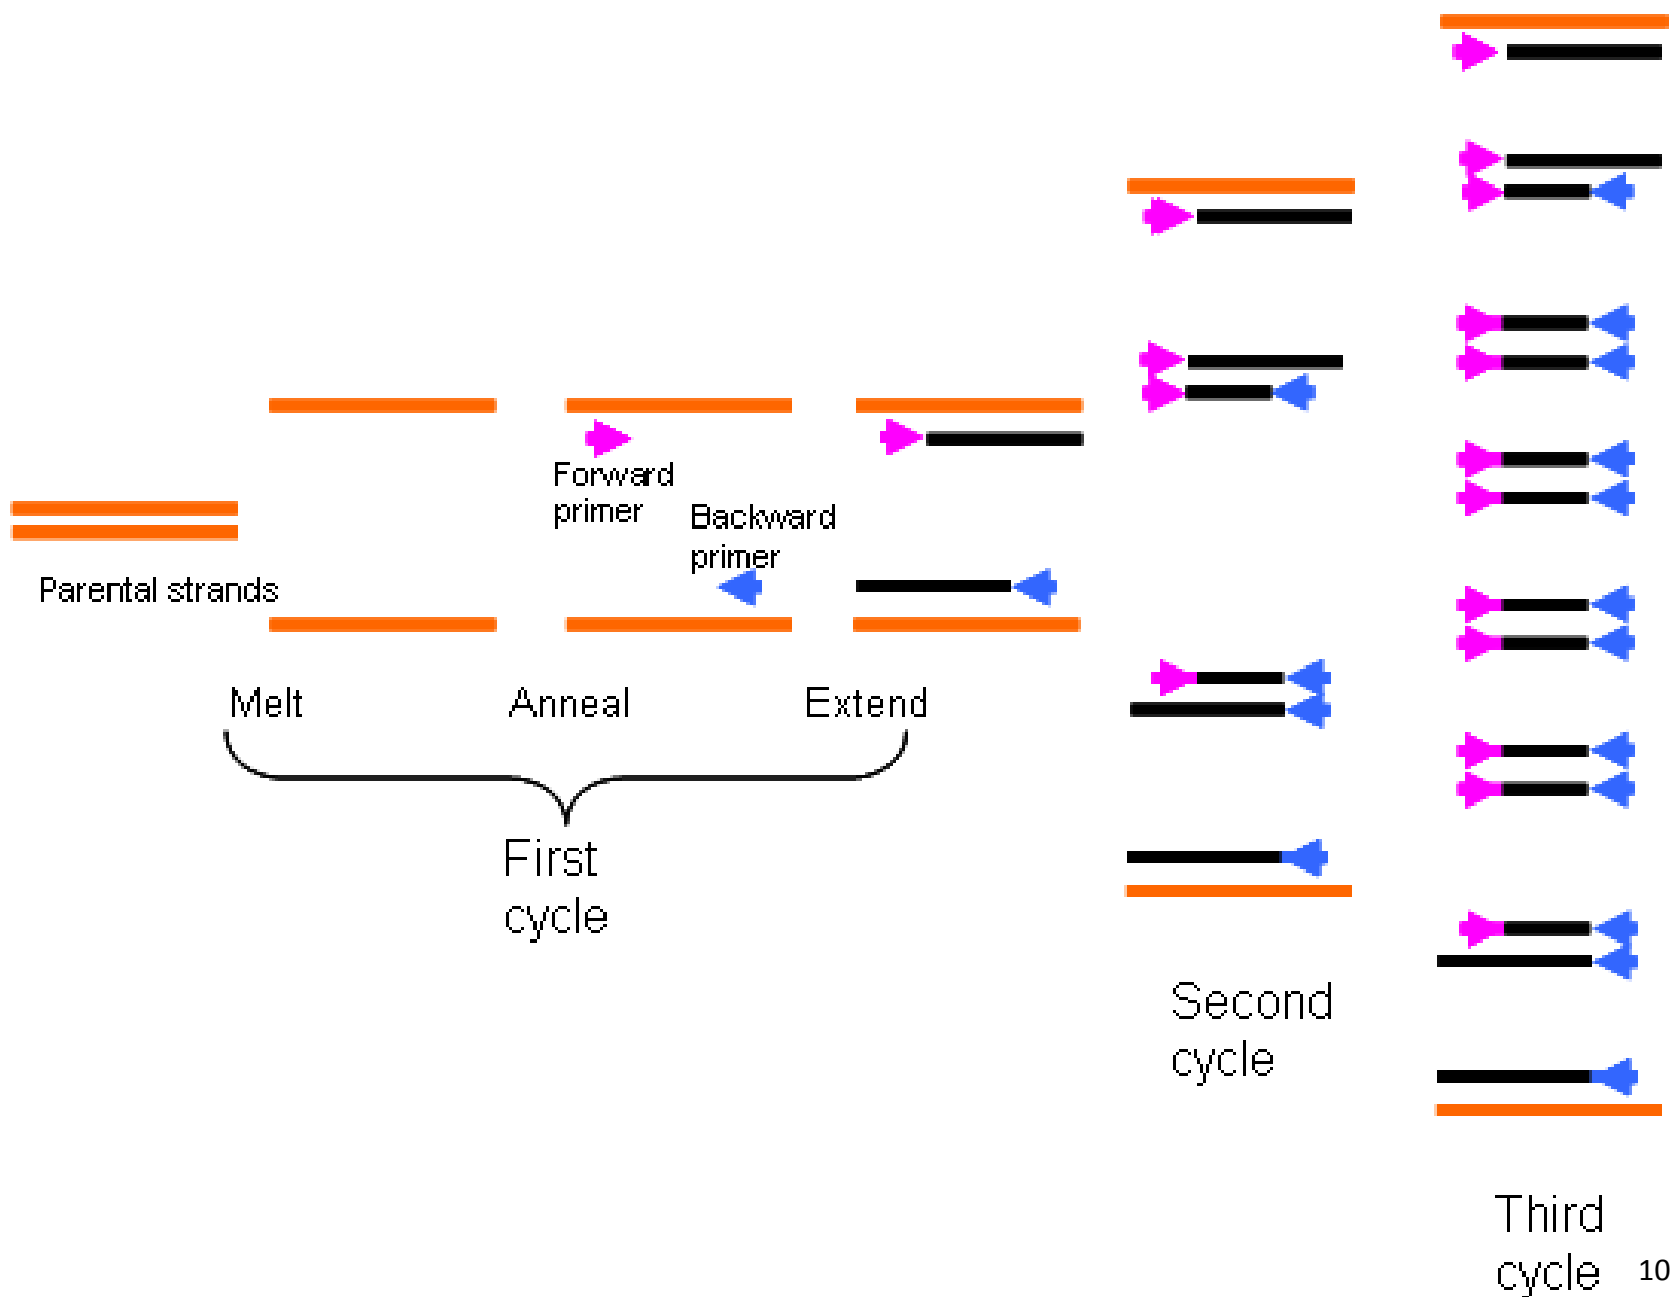 Forward
primer
Backward
primer
Parental strands
Melt
Anneal
Extend
First
cycle
Second
cycle
Third
cycle
10